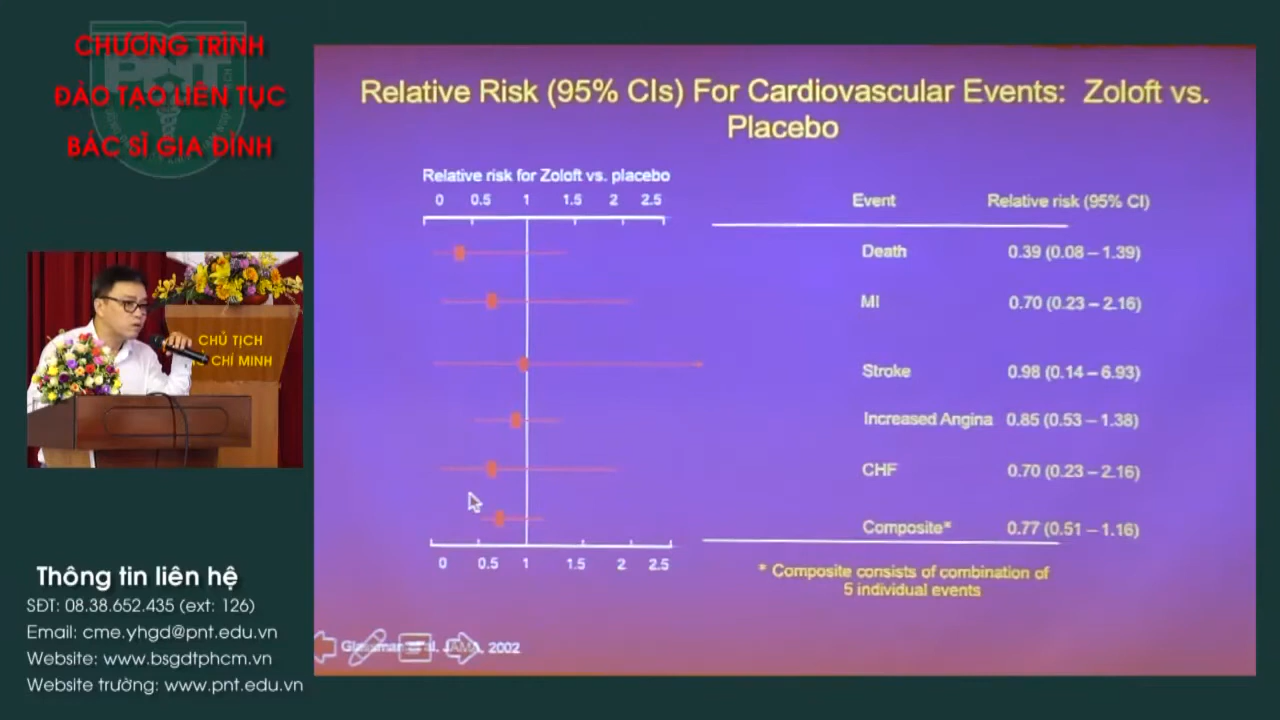 CHƯƠNG TRÌNH
ĐÀO TẠO LIÊN TỤC
BÁC SĨ GIA ĐÌNH
PNT
CHỦ TỊCH
CHÍ MINH
Thông tin liên hệ
SĐT: 08.38.652.435 (ext: 126)
Email: cme.yhgd@pnt.edu.vn
Website: www.bsgdtphcm.vn
Website trường: www.pnt.edu.vn
Relative Risk (95% CIs) For Cardiovascular Events: Zoloft vs.
Placebo
Relative risk for Zoloft vs. placebo
0 0.5 1 1.5 2 2.5
Event Relative risk (95% CI)
Death 0.39 (0.08 – 1.39)
MI 0.70 (0.23 – 2.16)
Stroke 0.98 (0.14 – 6.93)
Increased Angina 0.85 (0.53 – 1.38)
CHF 0.70 (0.23 – 2.16)
Composite* 0.77 (0.51 – 1.16)
0 0.5 1 1.5 2 2.5
* Composite consists of combination of
5 individual events
et al. JAMA, 2002